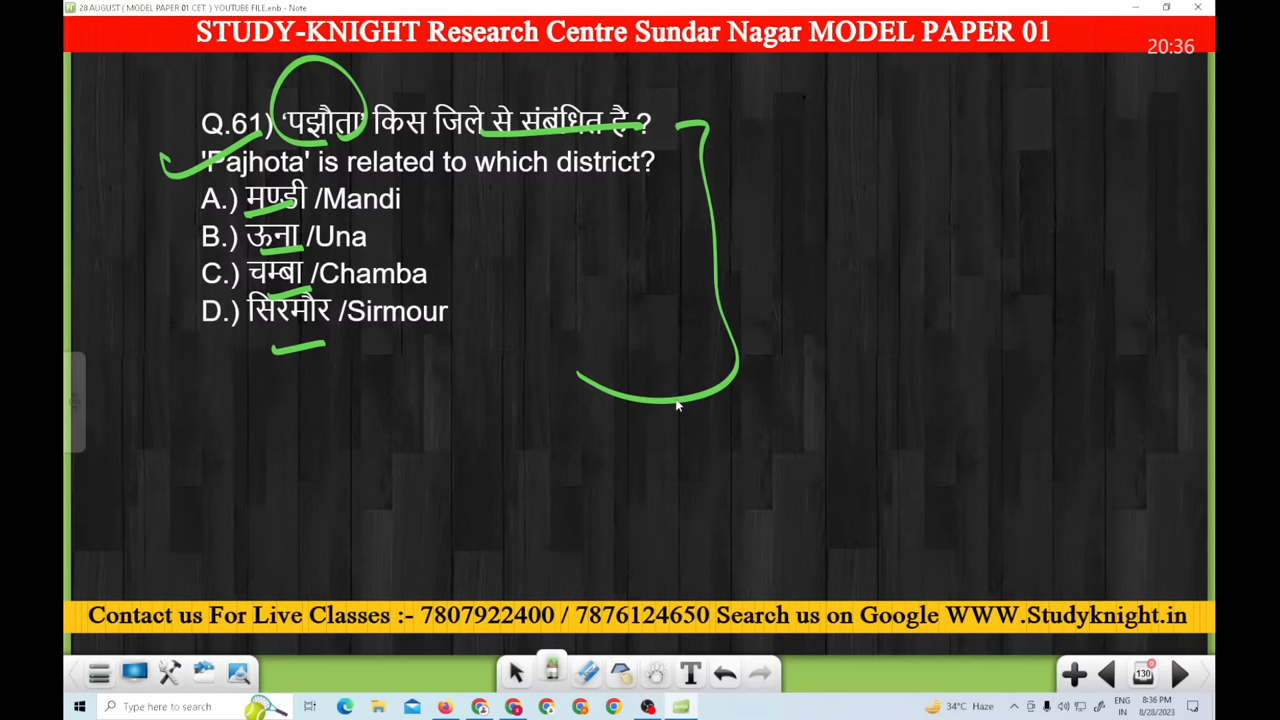 28 AUGUST ( MODEL PAPER 01 CET ) YOUTUBE FILE.enb - Note
STUDY-KNIGHT Research Centre Sundar Nagar MODEL PAPER 01
20:36
Q.61) ‘पझौता’ किस जिले से संबंधित है ?
'Pajhota' is related to which district?
A.) मण्डी /Mandi
B.) ऊना /Una
C.) चम्बा /Chamba
D.) सिरमौर /Sirmour
Contact us For Live Classes :- 7807922400 / 7876124650 Search us on Google WWW.Studyknight.in
T
0
130
Type here to search
34°C Haze
ENG
IN
8:36 PM
8/28/2023